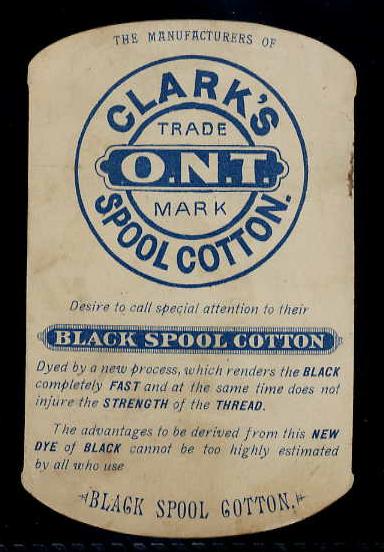 THE MANUFACTURERS OF
CLARK'S
TRADE
O.N.T.
MARK
SPOOL COTTON.
Desire to call special attention to their
BLACK SPOOL COTTON
Dyed by a new process, which renders the BLACK
completely FAST and at the same time does not
injure the STRENGTH of the THREAD.
The advantages to be derived from this NEW
DYE of BLACK cannot be too highly estimated
by all who use
BLACK SPOOL COTTON.